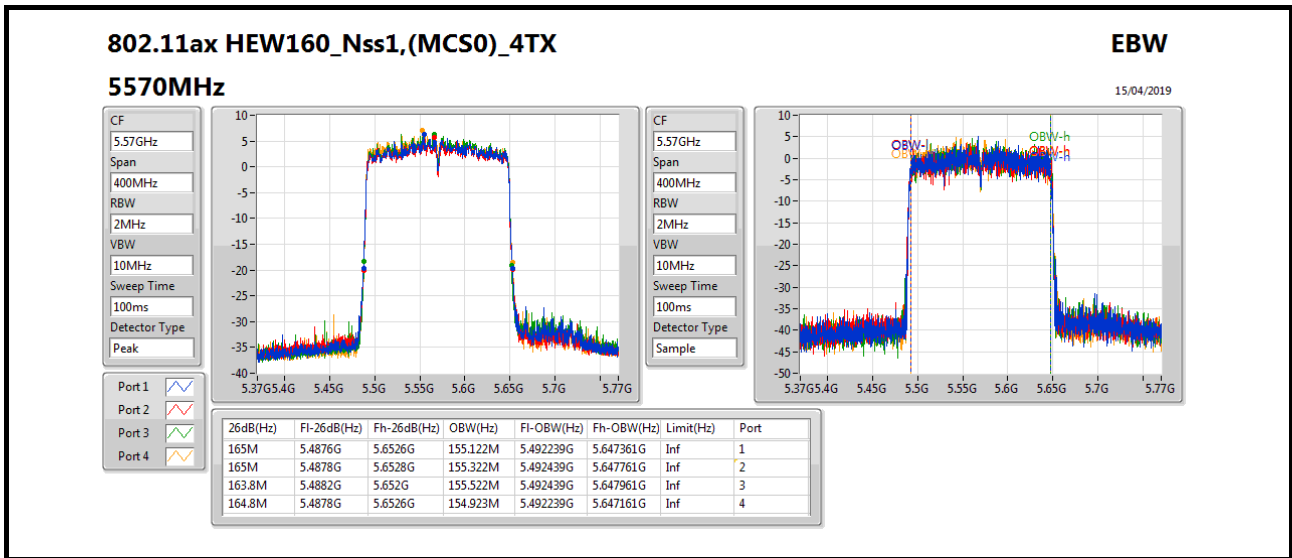 802.11ax HEW160_Nss1,(MCS0)_4TX
EBW
5570MHz
15/04/2019
CF
5.57GHz
Span
400MHz
RBW
2MHz
VBW
10MHz
Sweep Time
100ms
Detector Type
Peak
10
5
0
-5
-10
-15
-20
-25
-30
-35
-40
5.37G 5.4G 5.45G 5.5G 5.55G 5.6G 5.65G 5.7G 5.77G
CF
5.57GHz
Span
400MHz
RBW
2MHz
VBW
10MHz
Sweep Time
100ms
Detector Type
Sample
10
5
0
-5
-10
-15
-20
-25
-30
-35
-40
-45
-50
OBW-l
OBW-h
OBW-h
5.37G 5.4G 5.45G 5.5G 5.55G 5.6G 5.65G 5.7G 5.77G
Port 1
Port 2
Port 3
Port 4
26dB(Hz) Fl-26dB(Hz) Fh-26dB(Hz) OBW(Hz) Fl-OBW(Hz) Fh-OBW(Hz) Limit(Hz) Port
165M 5.4876G 5.6526G 155.122M 5.492239G 5.647361G Inf 1
165M 5.4878G 5.6528G 155.322M 5.492439G 5.647761G Inf 2
163.8M 5.4882G 5.652G 155.522M 5.492439G 5.647961G Inf 3
164.8M 5.4878G 5.6526G 154.923M 5.492239G 5.647161G Inf 4